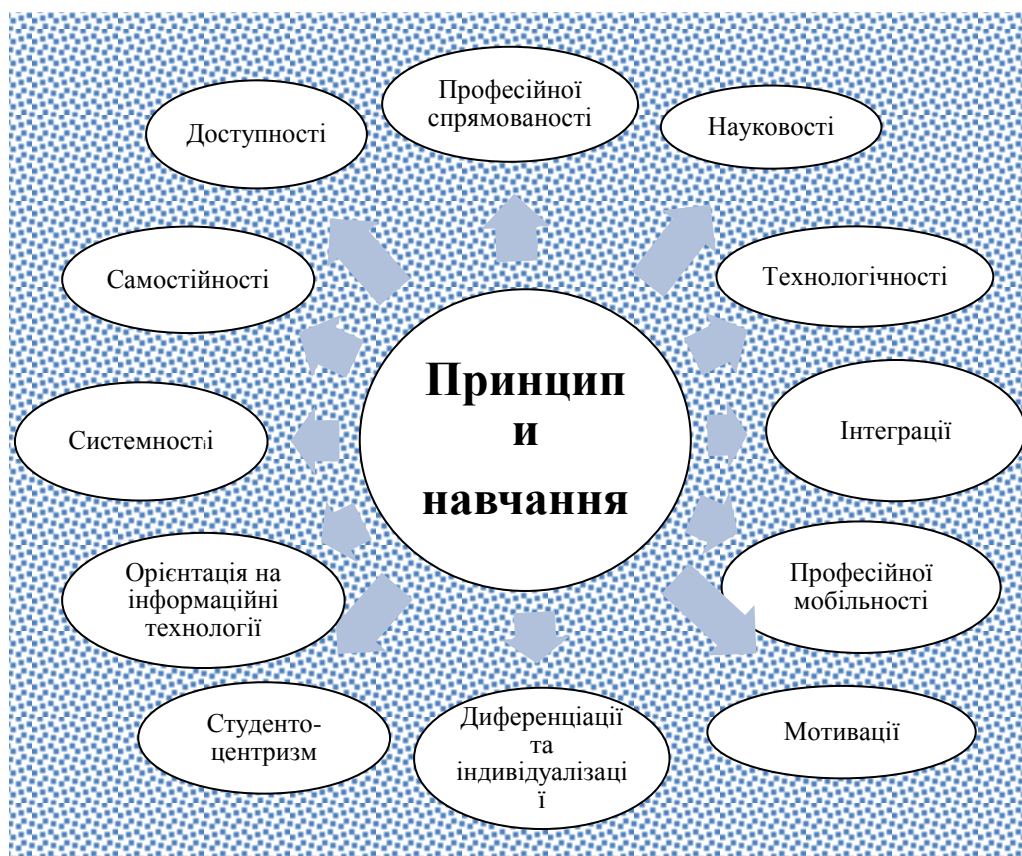 Професійної
спрямованості
Доступності
Науковості
Самостійності
Технологічності
Принцип
и
навчання
Системності
Інтеграції
Орієнтація на
інформаційні
технології
Професійної
мобільності
Студенто-
центризм
Диференціації
та
індивідуалізаці
ї
Мотивації